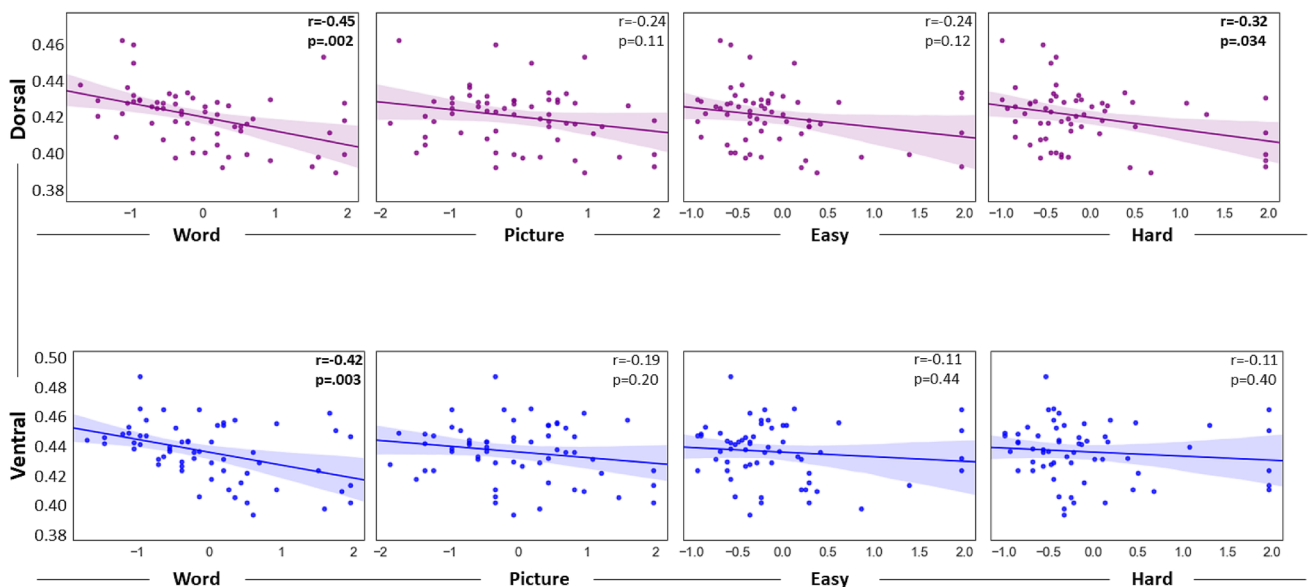 r=-0.45
p=.002
r=-0.24
p=0.11
r=-0.24
p=0.12
r=-0.32
p=.034
Dorsal
0.46
0.44
0.42
0.40
0.38
−1 0 1 2
−2 −1 0 1 2
−1.0 −0.5 0.0 0.5 1.0 1.5 2.0
−1.0 −0.5 0.0 0.5 1.0 1.5 2.0
Word Picture Easy Hard
r=-0.42
p=.003
r=-0.19
p=0.20
r=-0.11
p=0.44
r=-0.11
p=0.40
Ventral
0.50
0.48
0.46
0.44
0.42
0.40
0.38
−1 0 1 2
−2 −1 0 1 2
−1.0 −0.5 0.0 0.5 1.0 1.5 2.0
−1.0 −0.5 0.0 0.5 1.0 1.5 2.0
Word Picture Easy Hard